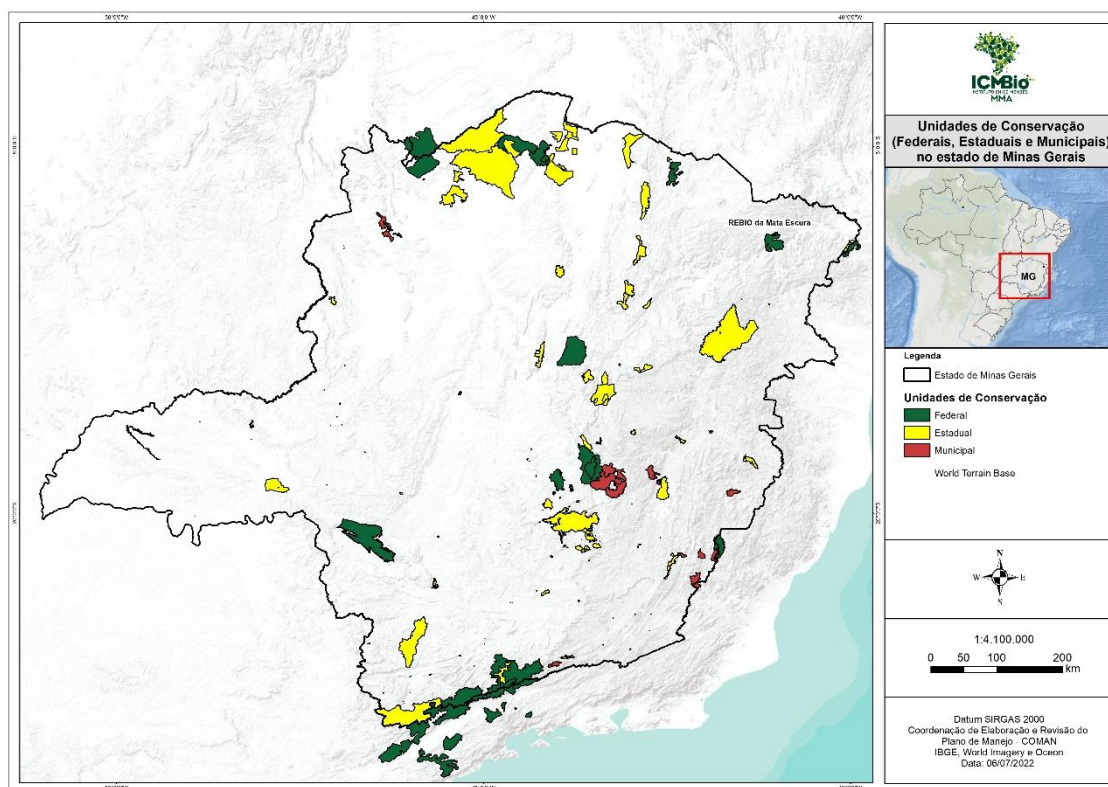 50°0'0"W
45°0'0"W
40°0'0"W
REBIO da Mata Escura
ICMBio
MMA
Unidades de Conservação
(Federais, Estaduais e Municipais)
no estado de Minas Gerais
MG
Legenda
Estado de Minas Gerais
Unidades de Conservação
Federal
Estadual
Municipal
World Terrain Base
N
W
E
S
1:4.100.000
0 50 100 200
km
Datum SIRGAS 2000
Coordenação de Elaboração e Revisão do
Plano de Manejo - COMAN
IBGE, World Imagery e Ocean
Data: 06/07/2022